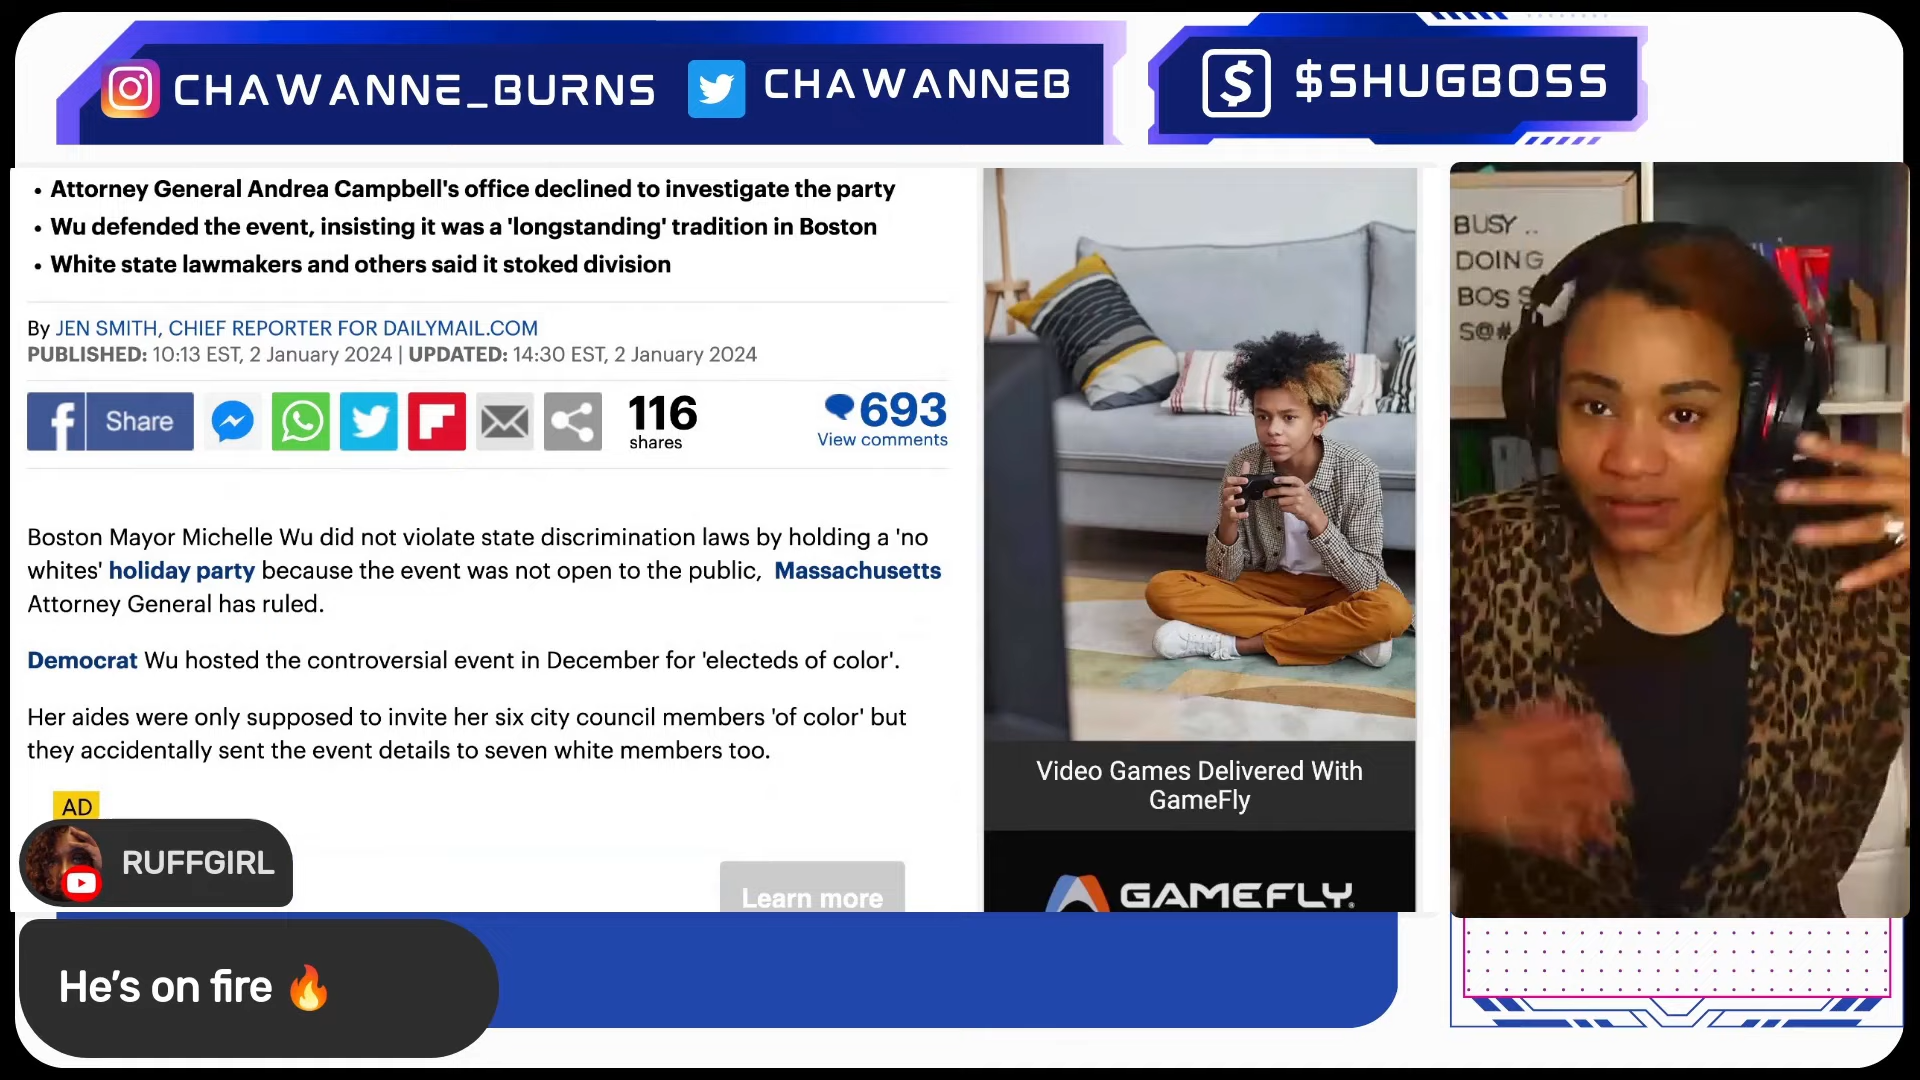 CHAWANNE_BURNS
CHAWANNEB
$SHUGBOSS
• Attorney General Andrea Campbell's office declined to investigate the party
• Wu defended the event, insisting it was a 'longstanding' tradition in Boston
• White state lawmakers and others said it stoked division
By JEN SMITH, CHIEF REPORTER FOR DAILYMAIL.COM
PUBLISHED: 10:13 EST, 2 January 2024 | UPDATED: 14:30 EST, 2 January 2024
Share
116
shares
693
View comments
Boston Mayor Michelle Wu did not violate state discrimination laws by holding a 'no
whites' holiday party because the event was not open to the public, Massachusetts
Attorney General has ruled.
Democrat Wu hosted the controversial event in December for 'electeds of color'.
Her aides were only supposed to invite her six city council members 'of color' but
they accidentally sent the event details to seven white members too.
AD
Learn more
Video Games Delivered With
GameFly
GAMEFLY.
BUSY ..
DOING
BOS S
S@#
RUFFGIRL
He's on fire 🔥